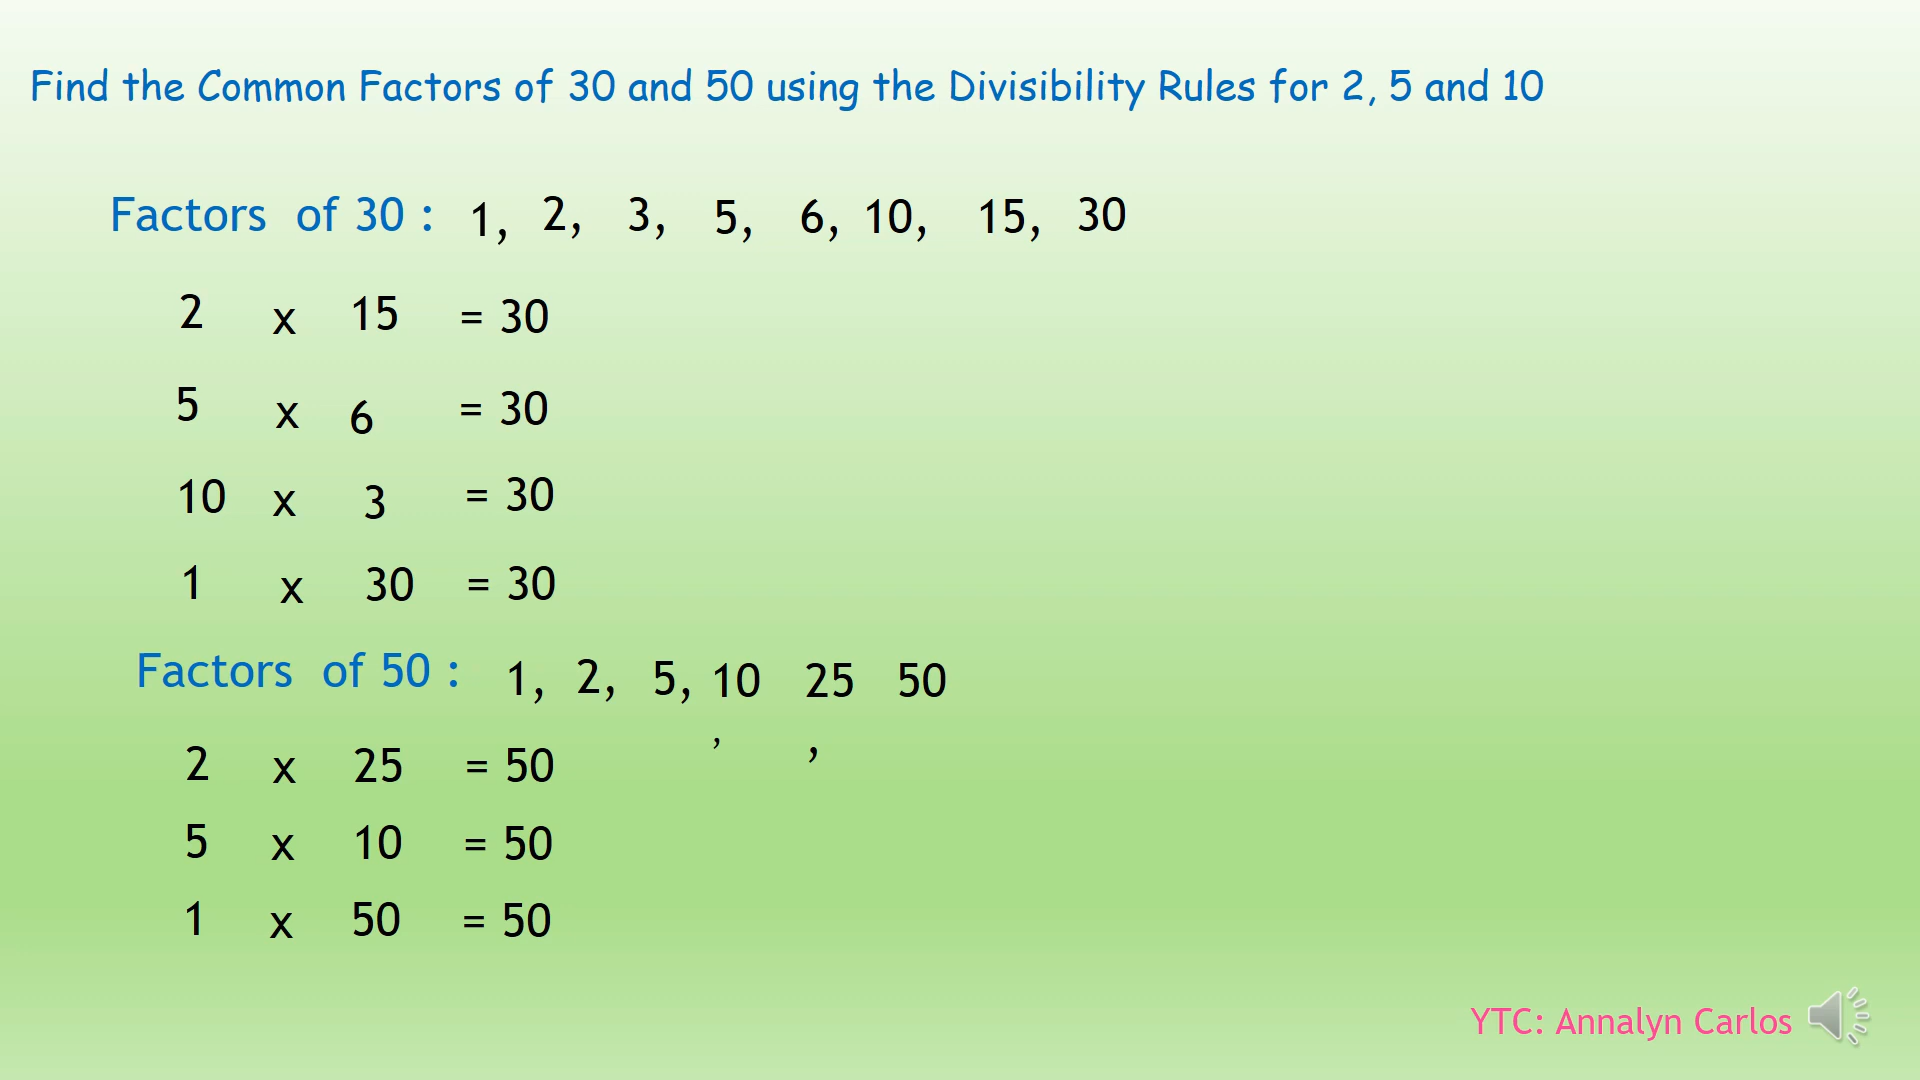 Find the Common Factors of 30 and 50 using the Divisibility Rules for 2, 5 and 10
Factors of 30 : 1, 2, 3, 5, 6, 10, 15, 30
2 x 15 = 30
5 x 6 = 30
10 x 3 = 30
1 x 30 = 30
Factors of 50 : 1, 2, 5, 10 25 50
, ,
2 x 25 = 50
5 x 10 = 50
1 x 50 = 50
YTC: Annalyn Carlos